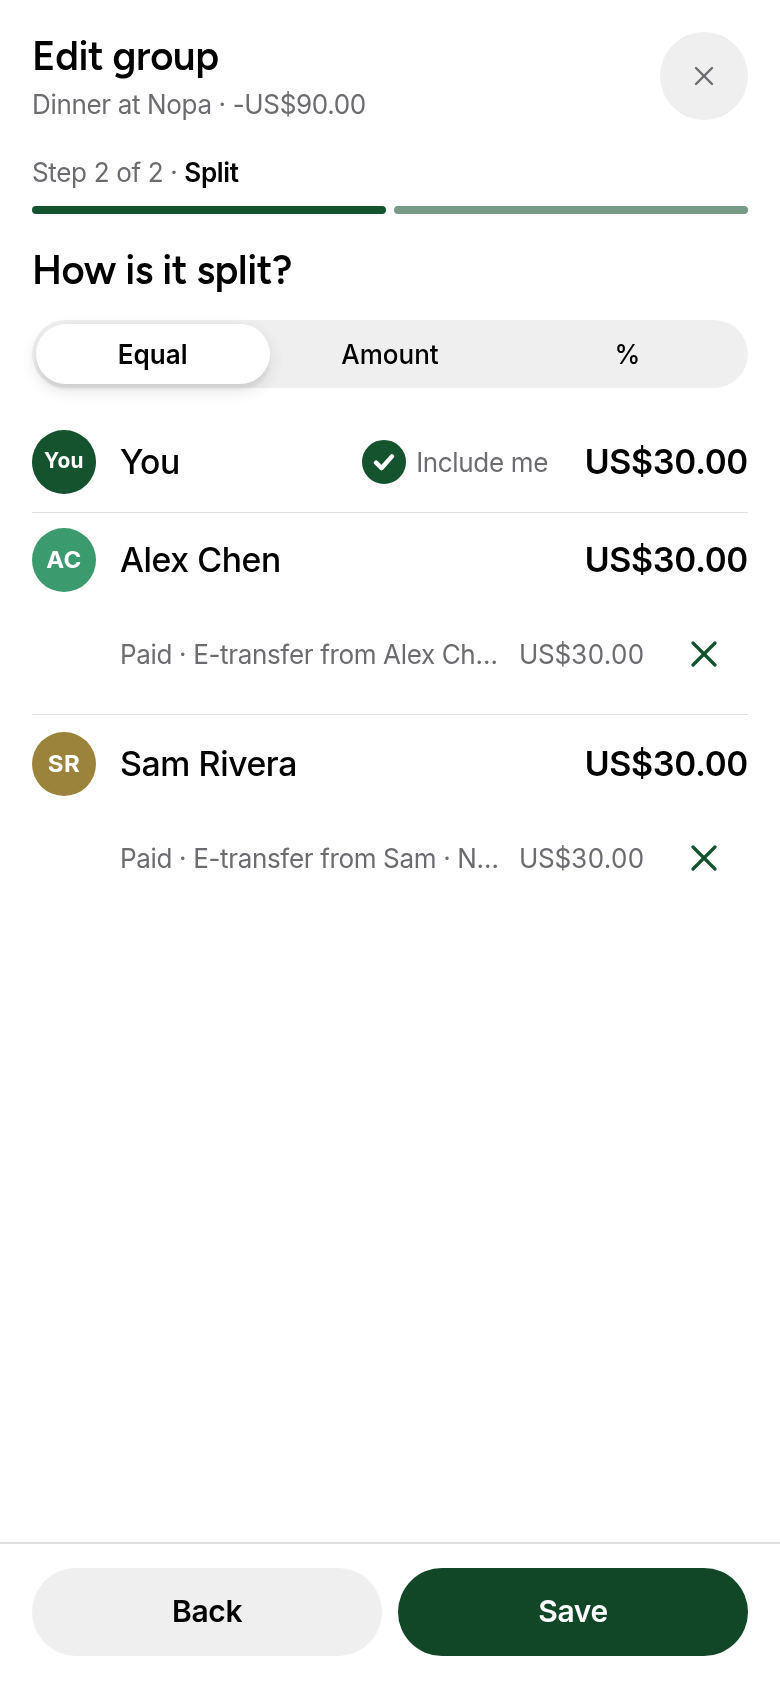 Edit group
Dinner at Nopa · -US$90.00
Step 2 of 2 · Split
How is it split?
Equal Amount %
You You Include me US$30.00
AC Alex Chen US$30.00
Paid · E-transfer from Alex Ch... US$30.00
SR Sam Rivera US$30.00
Paid · E-transfer from Sam · N... US$30.00
Back Save